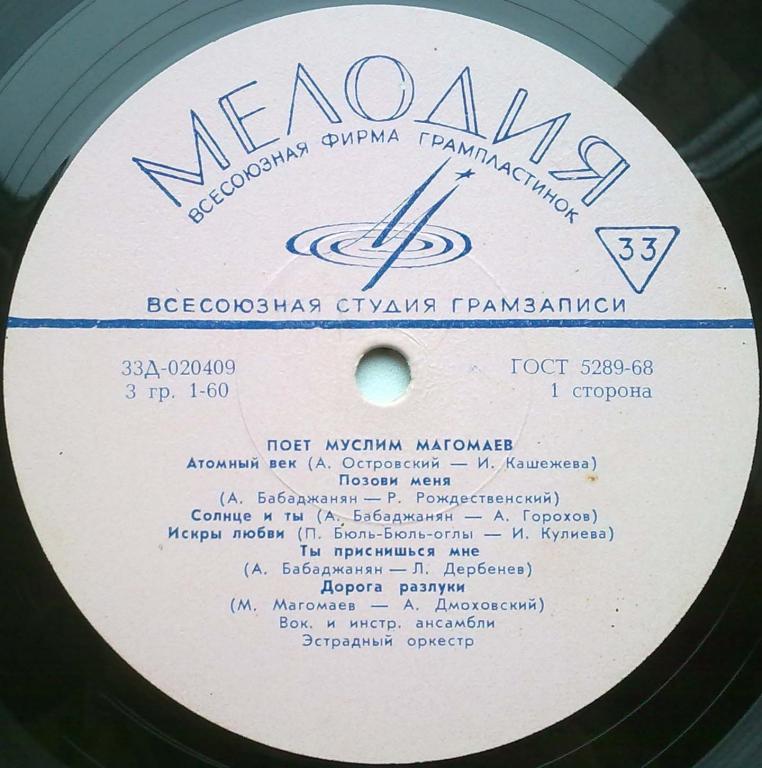 МЕЛОДИЯ
ВСЕСОЮЗНАЯ ФИРМА ГРАМПЛАСТИНОК
33
ВСЕСОЮЗНАЯ СТУДИЯ ГРАМЗАПИСИ
33Д-020409 ГОСТ 5289-68
3 гр. 1-60 1 сторона
ПОЕТ МУСЛИМ МАГОМАЕВ
Атомный век (А. Островский — И. Кашежева)
Позови меня
(А. Бабаджанян — Р. Рождественский)
Солнце и ты (А. Бабаджанян — А. Горохов)
Искры любви (П. Бюль-Бюль-оглы — И. Кулиева)
Ты приснишься мне
(А. Бабаджанян — Л. Дербенев)
Дорога разлуки
(М. Магомаев — А. Дмоховский)
Вок. и инстр. ансамбли
Эстрадный оркестр